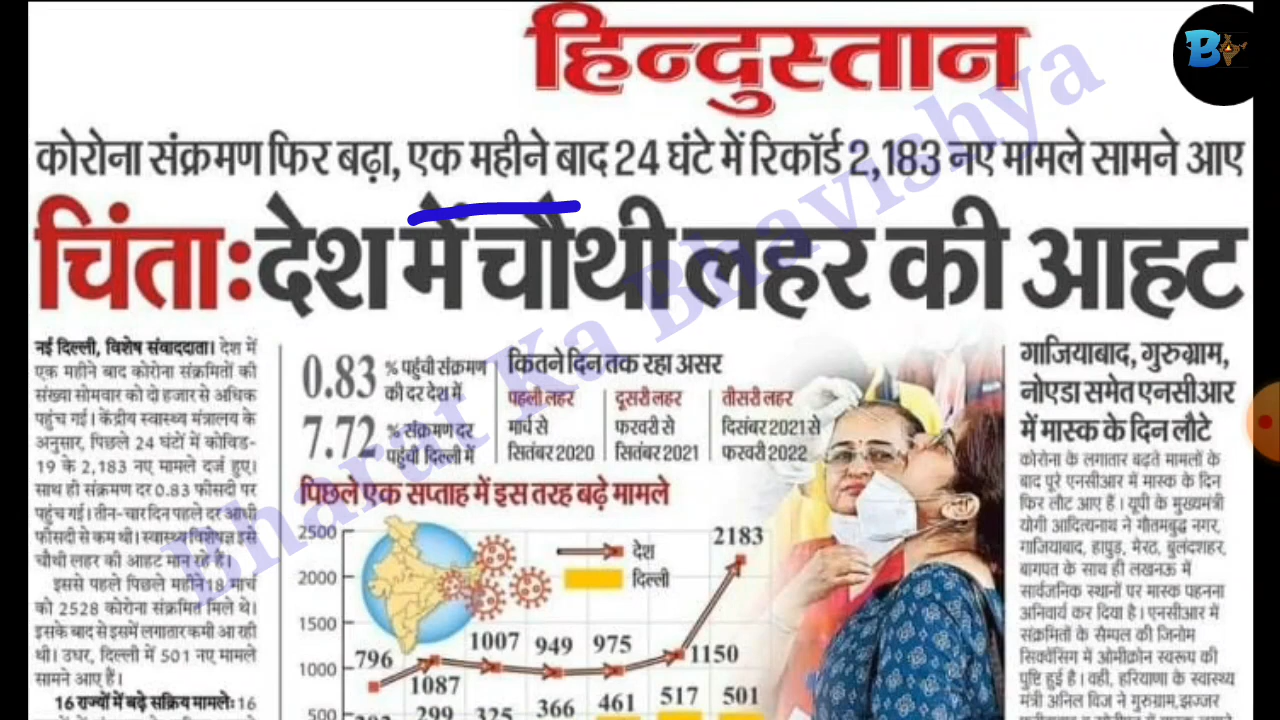 हिन्दुस्तान
कोरोना संक्रमण फिर बढ़ा, एक महीने बाद 24 घंटे में रिकॉर्ड 2,183 नए मामले सामने आए
चिंताः देश में चौथी लहर की आहट
नई दिल्ली, विशेष संवाददाता। देश में
एक महीने बाद कोरोना संक्रमितों की
संख्या सोमवार को दो हजार से अधिक
पहुंच गई। केंद्रीय स्वास्थ्य मंत्रालय के
अनुसार, पिछले 24 घंटों में कोविड-
19 के 2,183 नए मामले दर्ज हुए।
साथ ही संक्रमण दर 0.83 फीसदी पर
पहुंच गई। तीन-चार दिन पहले दर आधी
फीसदी से कम थी। स्वास्थ्य विशेषज्ञ इसे
चौथी लहर की आहट मान रहे हैं।
इससे पहले पिछले महीने 18 मार्च
को 2528 कोरोना संक्रमित मिले थे।
इसके बाद से इसमें लगातार कमी आ रही
थी। उधर, दिल्ली में 501 नए मामले
सामने आए हैं।
16 राज्यों में बढ़े सक्रिय मामलेः 16
0.83 % पहुंची संक्रमण
की दर देश में
7.72 % संक्रमण दर
पहुंची दिल्ली में
कितने दिन तक रहा असर
पहली लहर
मार्च से
सितंबर 2020
दूसरी लहर
फरवरी से
सितंबर 2021
तीसरी लहर
दिसंबर 2021 से
फरवरी 2022
पिछले एक सप्ताह में इस तरह बढ़े मामले
2500
2000
1500
1000
500
देश
दिल्ली
796
1087
1007
949
975
1150
2183
299
325
366
461
517
501
गाजियाबाद, गुरुग्राम,
नोएडा समेत एनसीआर
में मास्क के दिन लौटे
कोरोना के लगातार बढ़ते मामलों के
बाद पूरे एनसीआर में मास्क के दिन
फिर लौट आए हैं। यूपी के मुख्यमंत्री
योगी आदित्यनाथ ने गौतमबुद्ध नगर,
गाजियाबाद, हापुड़, मेरठ, बुलंदशहर,
बागपत के साथ ही लखनऊ में
सार्वजनिक स्थानों पर मास्क पहनना
अनिवार्य कर दिया है। एनसीआर में
संक्रमितों के सैम्पल की जिनोम
सिक्वेंसिंग में ओमीक्रोन स्वरूप की
पुष्टि हुई है। वहीं, हरियाणा के स्वास्थ्य
मंत्री अनिल विज ने गुरुग्राम, झज्जर
Bharat Ka Bhavishya
B